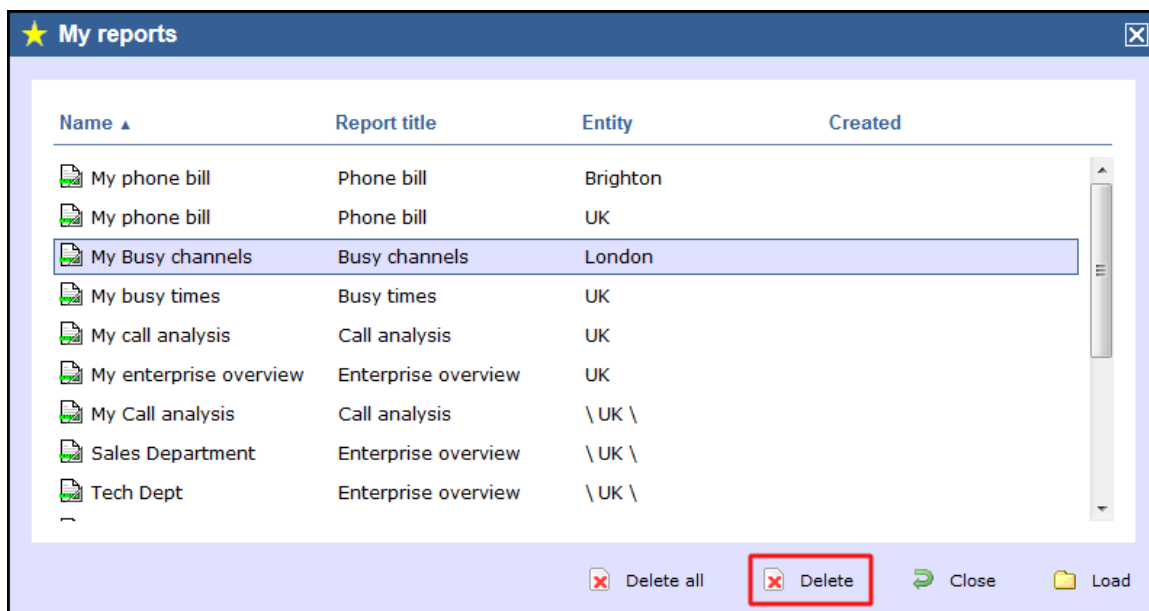 My reports
Name ▲ Report title Entity Created
My phone bill Phone bill Brighton
My phone bill Phone bill UK
My Busy channels Busy channels London
My busy times Busy times UK
My call analysis Call analysis UK
My enterprise overview Enterprise overview UK
My Call analysis Call analysis \ UK \
Sales Department Enterprise overview \ UK \
Tech Dept Enterprise overview \ UK \
Delete all Delete Close Load